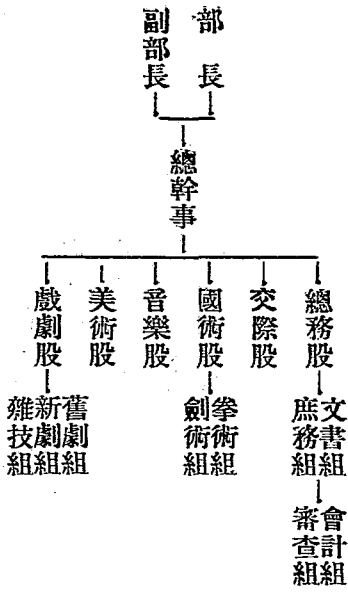 部長
副部長
總幹事
總務股
交際股
國術股
音樂股
美術股
戲劇股
文書組
庶務組
會計組
審查組
拳術組
劍術組
舊劇組
新劇組
雜技組